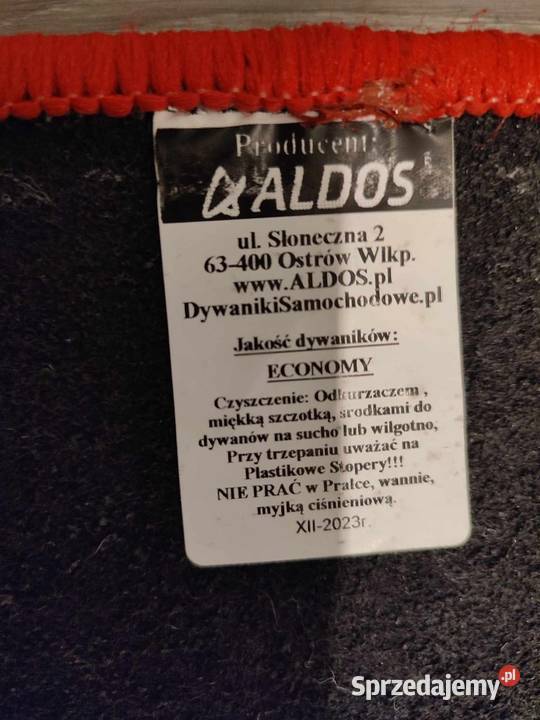 Producent:
ALDOS
ul. Słoneczna 2
63-400 Ostrów Wlkp.
www.ALDOS.pl
DywanikiSamochodowe.pl
Jakość dywaników:
ECONOMY
Czyszczenie: Odkurzaczem ,
miękką szczotką, srodkami do
dywanów na sucho lub wilgotno,
Przy trzepaniu uważać na
Plastikowe Stopery!!!
NIE PRAĆ w Pralce, wannie,
myjką ciśnieniową.
XII-2023r.
Sprzedajemy.pl